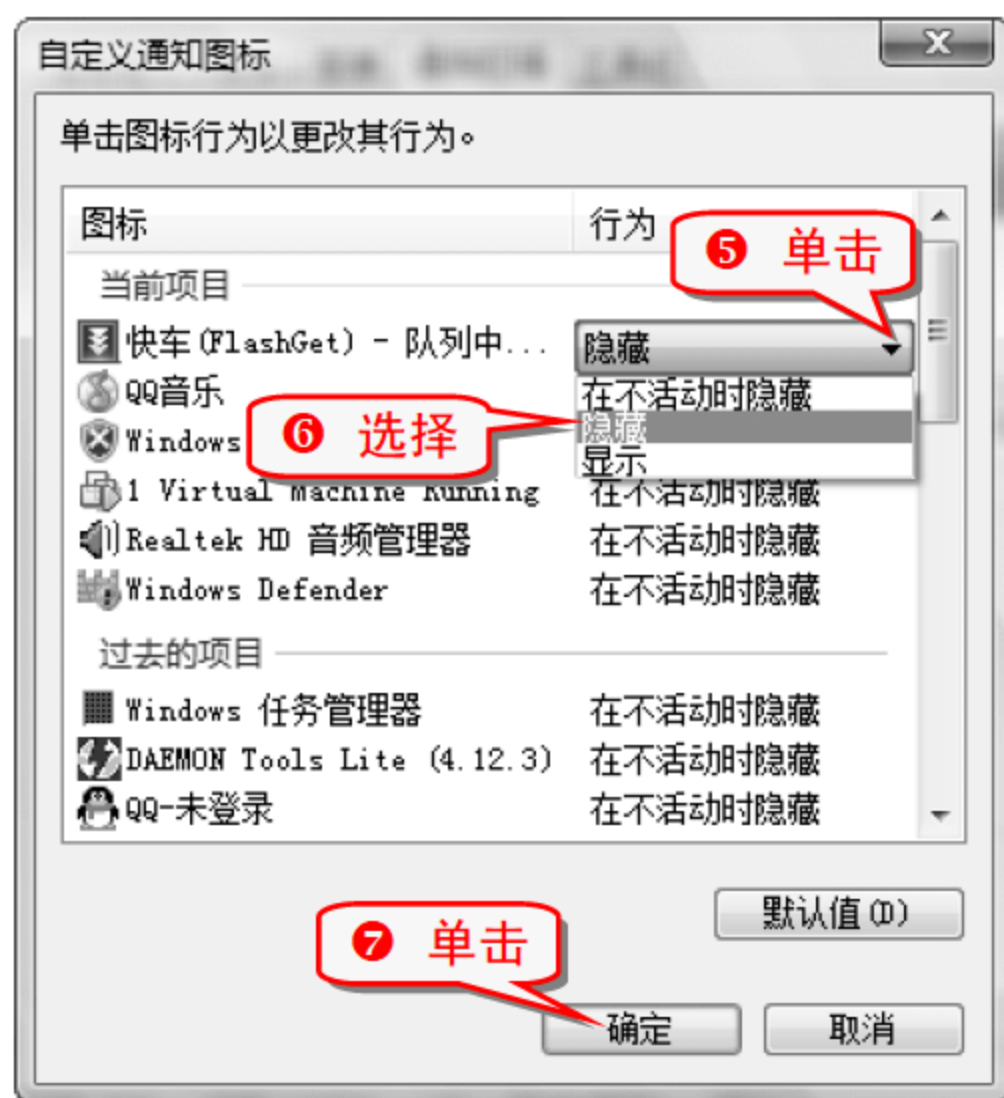 自定义通知图标
单击图标行为以更改其行为。
图标 行为
❺ 单击
当前项目
快车(FlashGet) - 队列中... 隐藏
QQ音乐 在不活动时隐藏
❻ 选择
隐藏
Windows
显示
1 Virtual Machine Running 在不活动时隐藏
Realtek HD 音频管理器 在不活动时隐藏
Windows Defender 在不活动时隐藏
过去的项目
Windows 任务管理器 在不活动时隐藏
DAEMON Tools Lite (4.12.3) 在不活动时隐藏
QQ-未登录 在不活动时隐藏
默认值(D)
❼ 单击
确定 取消